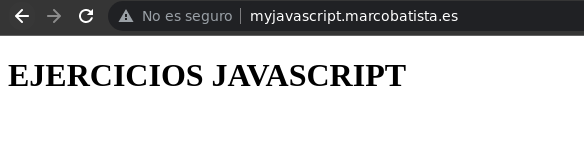 No es seguro myjavascript.marcobatista.es
EJERCICIOS JAVASCRIPT